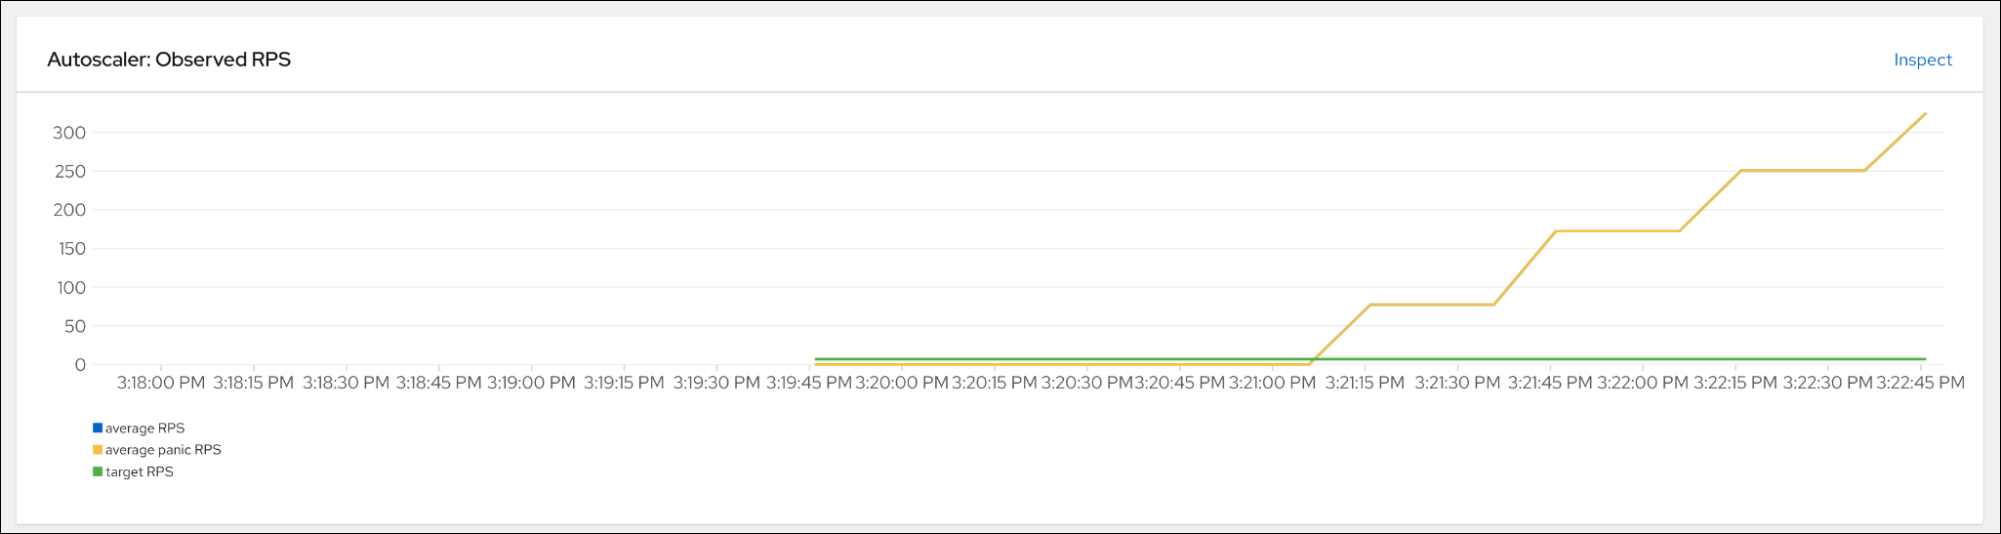 Autoscaler: Observed RPS
Inspect
300
250
200
150
100
50
0
3:18:00 PM 3:18:15 PM 3:18:30 PM 3:18:45 PM 3:19:00 PM 3:19:15 PM 3:19:30 PM 3:19:45 PM 3:20:00 PM 3:20:15 PM 3:20:30 PM 3:20:45 PM 3:21:00 PM 3:21:15 PM 3:21:30 PM 3:21:45 PM 3:22:00 PM 3:22:15 PM 3:22:30 PM 3:22:45 PM
average RPS
average panic RPS
target RPS